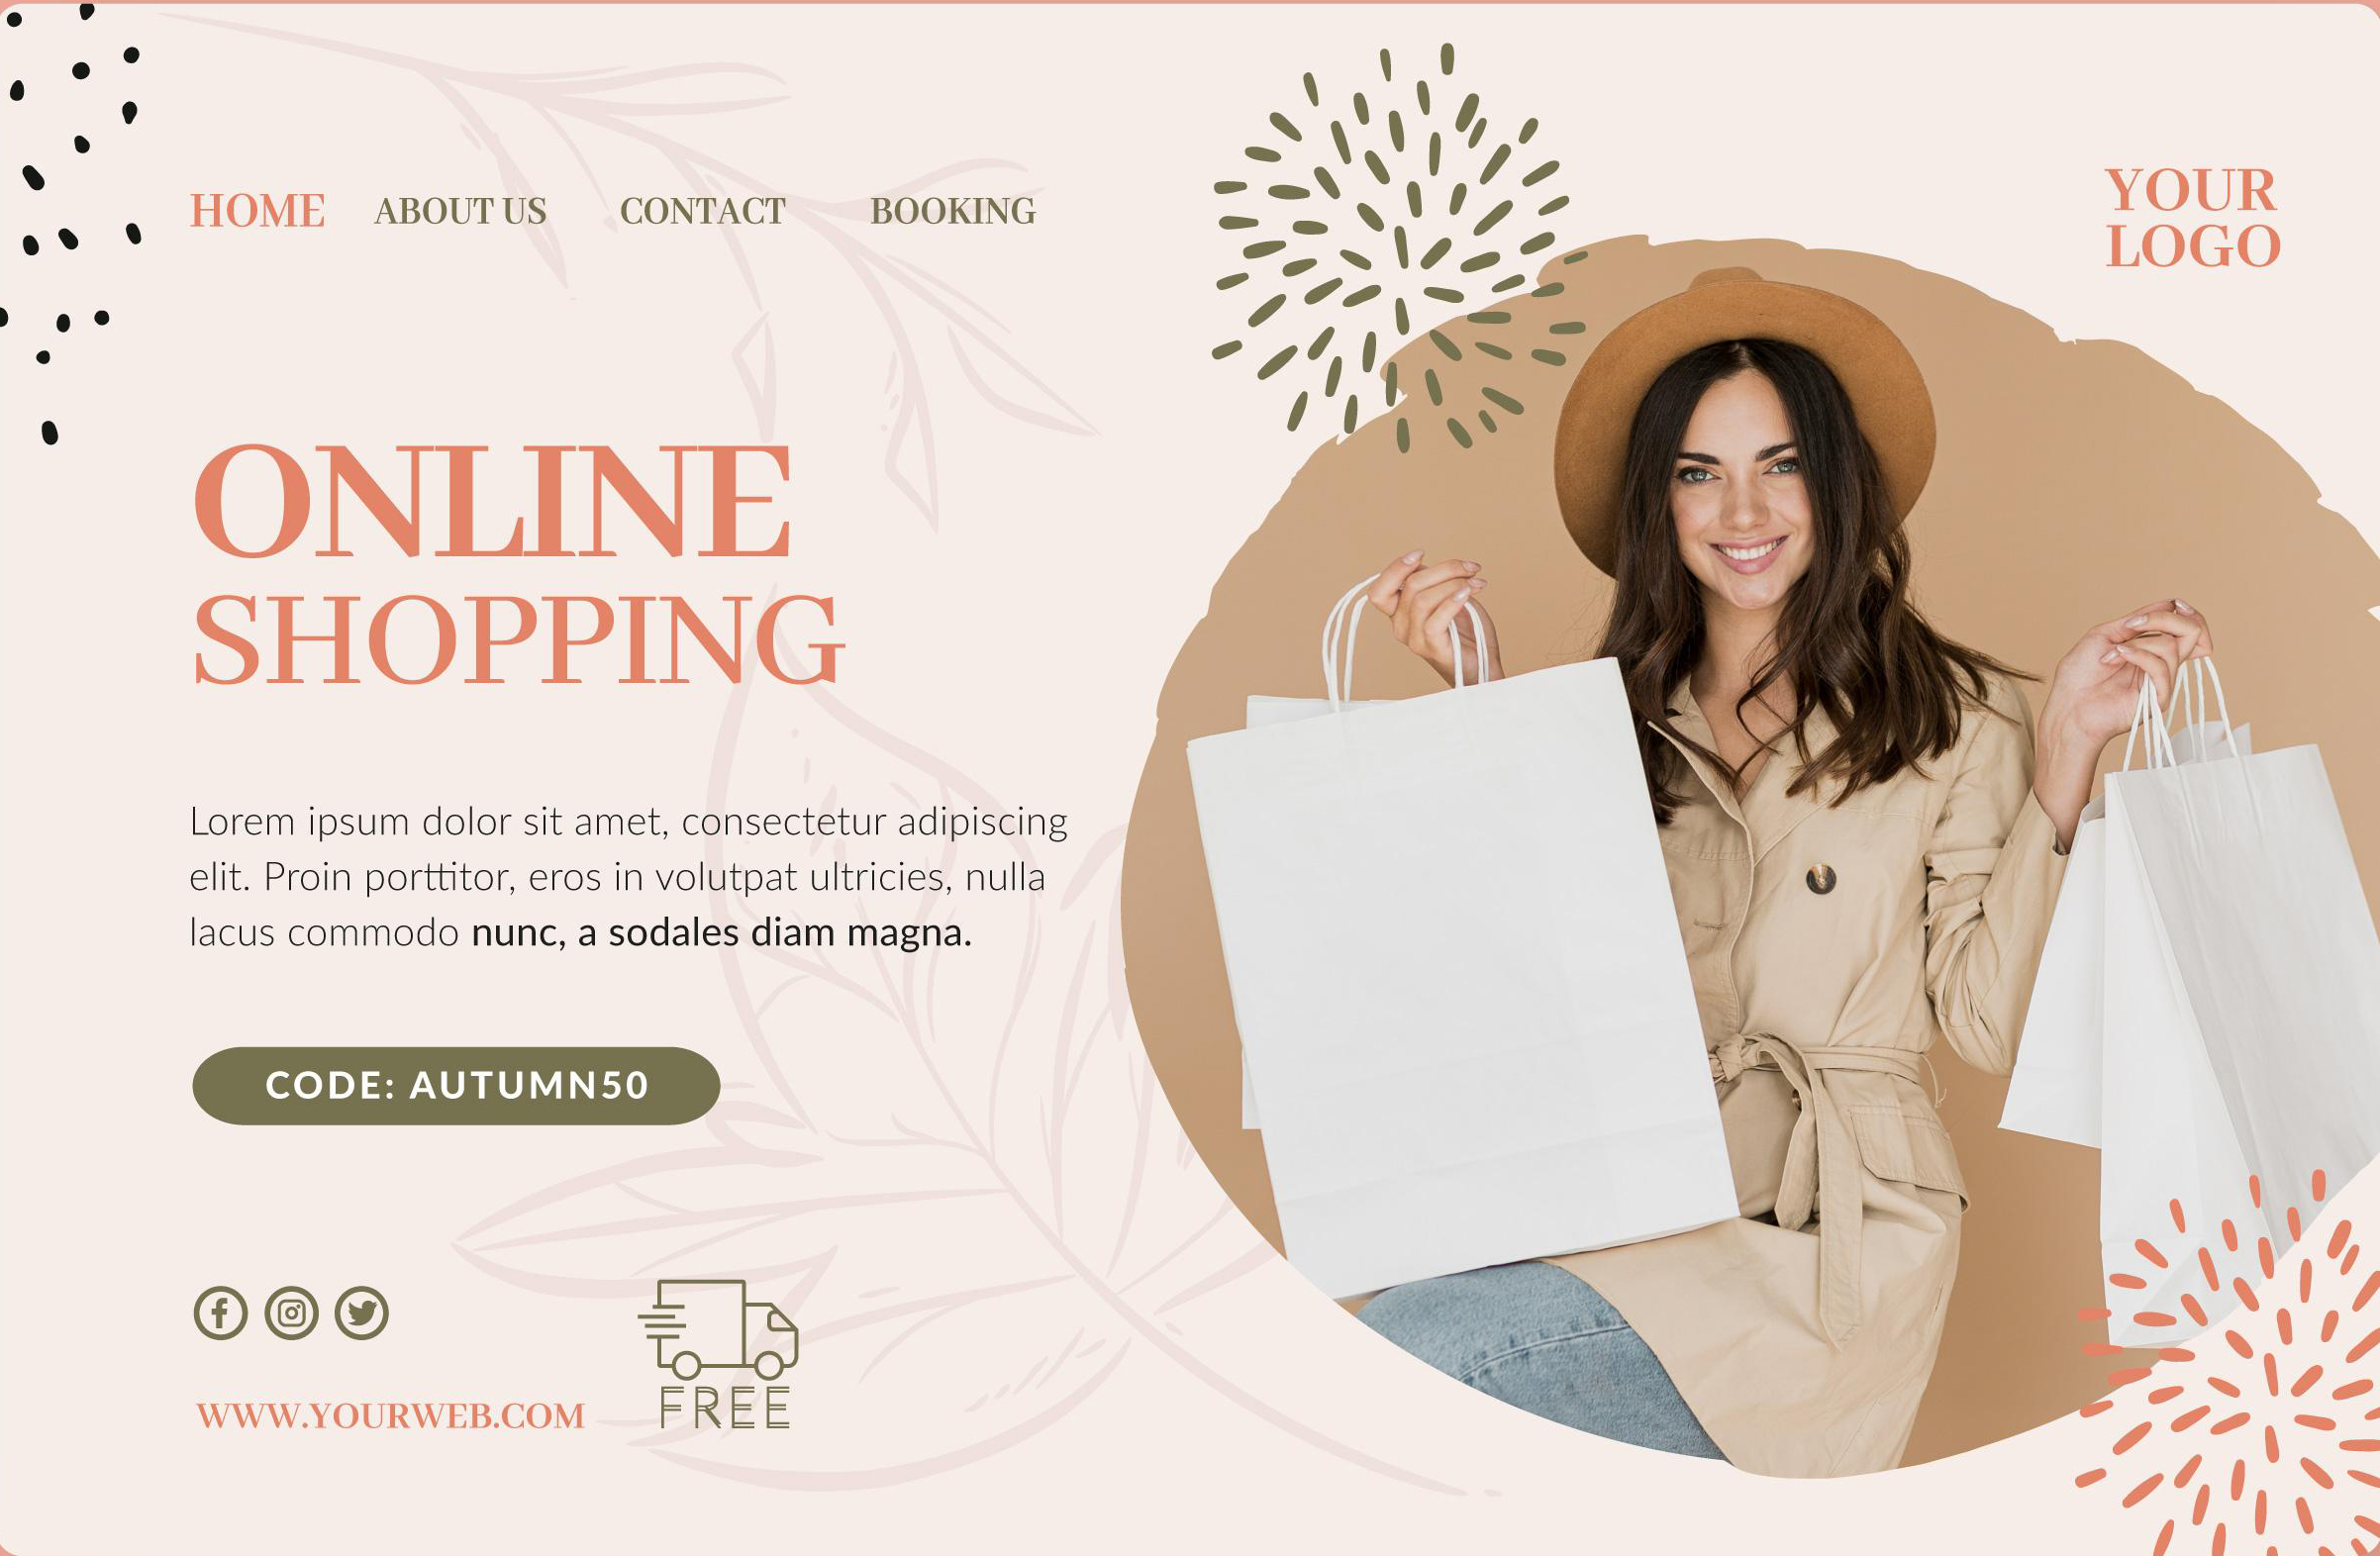 HOME ABOUT US CONTACT BOOKING
YOUR
LOGO
ONLINE
SHOPPING
Lorem ipsum dolor sit amet, consectetur adipiscing
elit. Proin porttitor, eros in volutpat ultricies, nulla
lacus commodo nunc, a sodales diam magna.
CODE: AUTUMN50
WWW.YOURWEB.COM
FREE